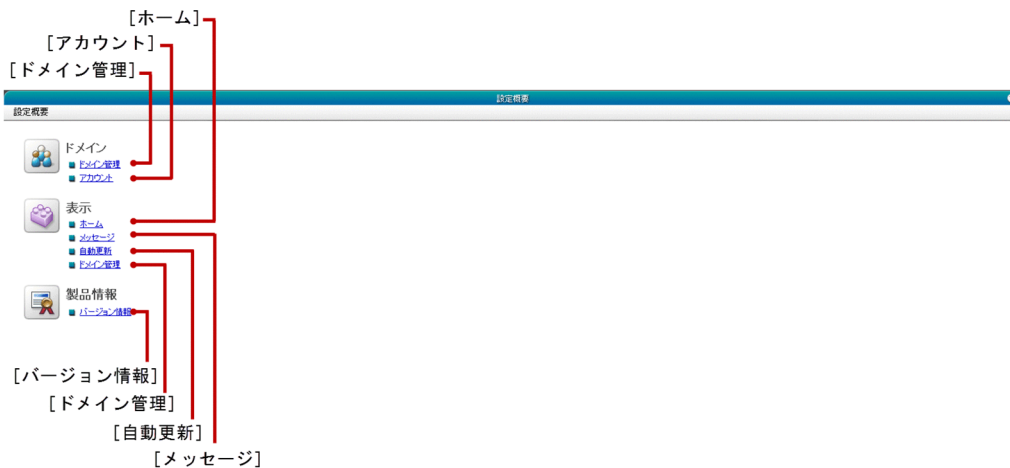 [ホーム]
[アカウント]
[ドメイン管理]
設定概要
設定概要
ドメイン
ドメイン管理
アカウント
表示
ホーム
メッセージ
自動更新
ドメイン管理
製品情報
バージョン情報
[バージョン情報]
[ドメイン管理]
[自動更新]
[メッセージ]